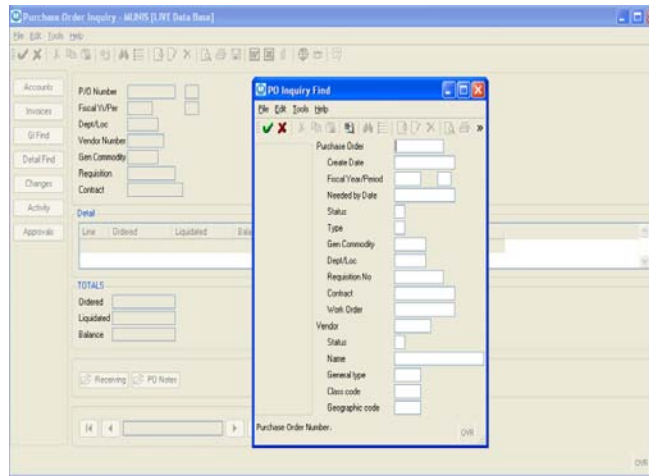 Purchase Order Inquiry - MUNIS [LIVE Data Base]
File Edit Tools Help
Accounts
Invoices
Gl Find
Detail Find
Changes
Activity
Approvals
P/O Number
Fiscal Yr/Per
Dept/Loc
Vendor Number
Gen Commodity
Requisition
Contract
Detail
Line Ordered Liquidated
TOTALS
Ordered
Liquidated
Balance
Receiving PO Notes
PO Inquiry Find
File Edit Tools Help
Purchase Order
Create Date
Fiscal Year/Period
Needed by Date
Status
Type
Gen Commodity
Dept/Loc
Requisition No
Contract
Work Order
Vendor
Status
Name
General type
Class code
Geographic code
Purchase Order Number.
OVR
OVR